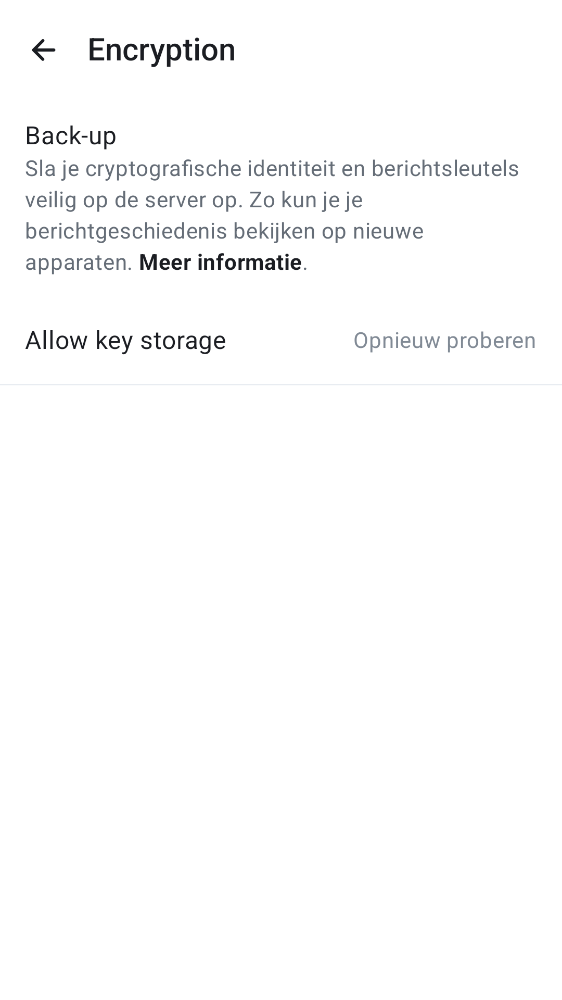 Encryption
Back-up
Sla je cryptografische identiteit en berichtsleutels
veilig op de server op. Zo kun je je
berichtgeschiedenis bekijken op nieuwe
apparaten. Meer informatie.
Allow key storage Opnieuw proberen